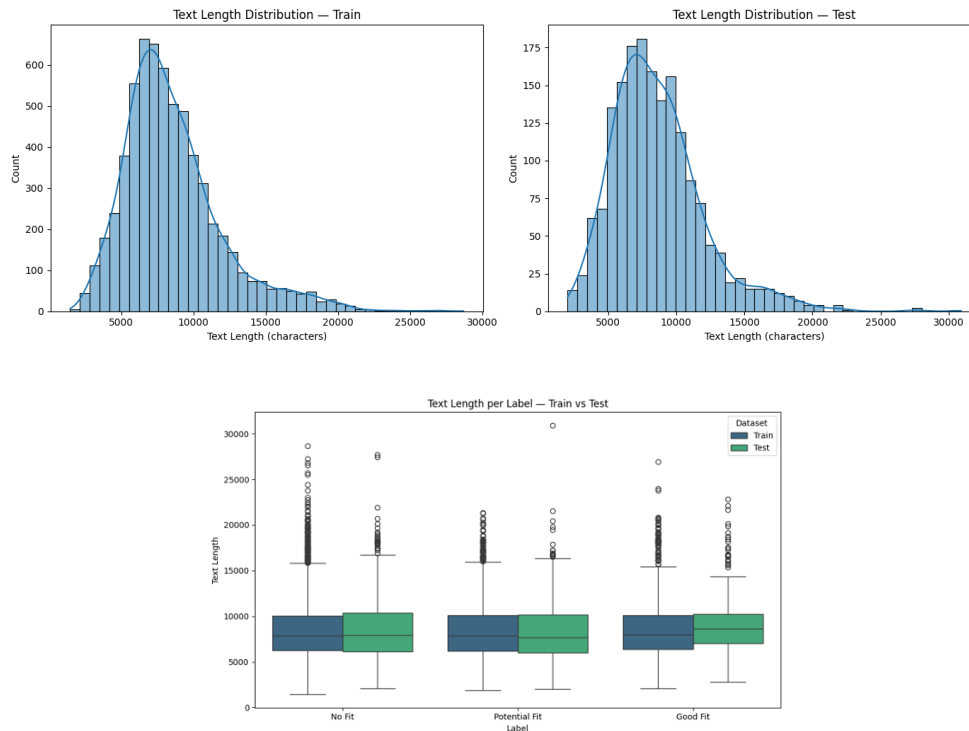 Text Length Distribution — Train
Count
600
500
400
300
200
100
0
5000
10000
15000
20000
25000
30000
Text Length (characters)
Text Length Distribution — Test
Count
175
150
125
100
75
50
25
0
5000
10000
15000
20000
25000
30000
Text Length (characters)
Text Length per Label — Train vs Test
Dataset
Train
Test
Text Length
30000
25000
20000
15000
10000
5000
0
No Fit
Potential Fit
Good Fit
Label